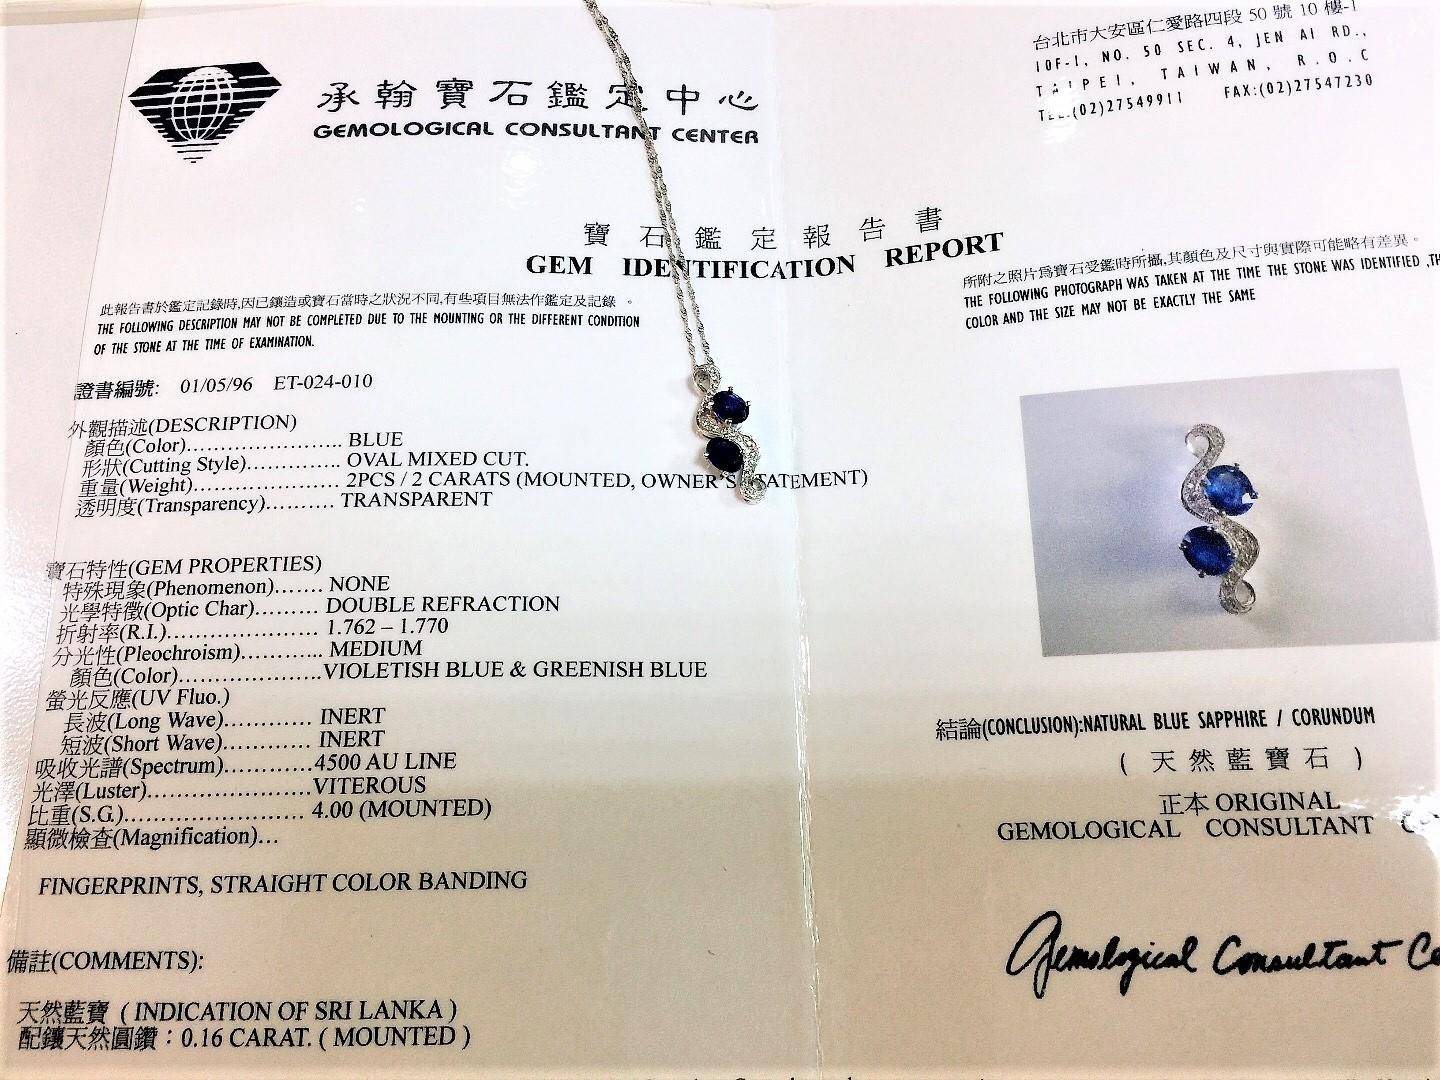 承翰寶石鑑定中心
GEMOLOGICAL CONSULTANT CENTER
台北市大安區仁愛路四段 50 號 10 樓-1
10F-1, NO. 50 SEC. 4, JEN AI RD.,
TAIPEI, TAIWAN, R.O.C
TEL:(02)27549911 FAX:(02)27547230
寶石鑑定報告書
GEM IDENTIFICATION REPORT
此報告書於鑑定記錄時,因已鑲造或寶石當時之狀況不同,有些項目無法作鑑定及記錄。
THE FOLLOWING DESCRIPTION MAY NOT BE COMPLETED DUE TO THE MOUNTING OR THE DIFFERENT CONDITION
OF THE STONE AT THE TIME OF EXAMINATION.
證書編號: 01/05/96 ET-024-010
外觀描述(DESCRIPTION)
顏色(Color)....................... BLUE
形狀(Cutting Style).............. OVAL MIXED CUT.
重量(Weight)..................... 2PCS / 2 CARATS (MOUNTED, OWNER'S STATEMENT)
透明度(Transparency).......... TRANSPARENT
寶石特性(GEM PROPERTIES)
特殊現象(Phenomenon)....... NONE
光學特徵(Optic Char)......... DOUBLE REFRACTION
折射率(R.I.)...................... 1.762 – 1.770
分光性(Pleochroism)............ MEDIUM
顏色(Color).....................VIOLETISH BLUE & GREENISH BLUE
螢光反應(UV Fluo.)
長波(Long Wave)............. INERT
短波(Short Wave)............. INERT
吸收光譜(Spectrum)............4500 AU LINE
光澤(Luster)........................VITEROUS
比重(S.G.).......................... 4.00 (MOUNTED)
顯微檢查(Magnification)...
FINGERPRINTS, STRAIGHT COLOR BANDING
備註(COMMENTS):
天然藍寶 ( INDICATION OF SRI LANKA )
配鑲天然圓鑽：0.16 CARAT. ( MOUNTED )
所附之照片為寶石受鑑時所攝,其顏色及尺寸與實際可能略有差異。
THE FOLLOWING PHOTOGRAPH WAS TAKEN AT THE TIME THE STONE WAS IDENTIFIED ,TH
COLOR AND THE SIZE MAY NOT BE EXACTLY THE SAME
結論(CONCLUSION):NATURAL BLUE SAPPHIRE / CORUNDUM
(天然藍寶石)
正本 ORIGINAL
GEMOLOGICAL CONSULTANT C
Gemological Consultant Ce